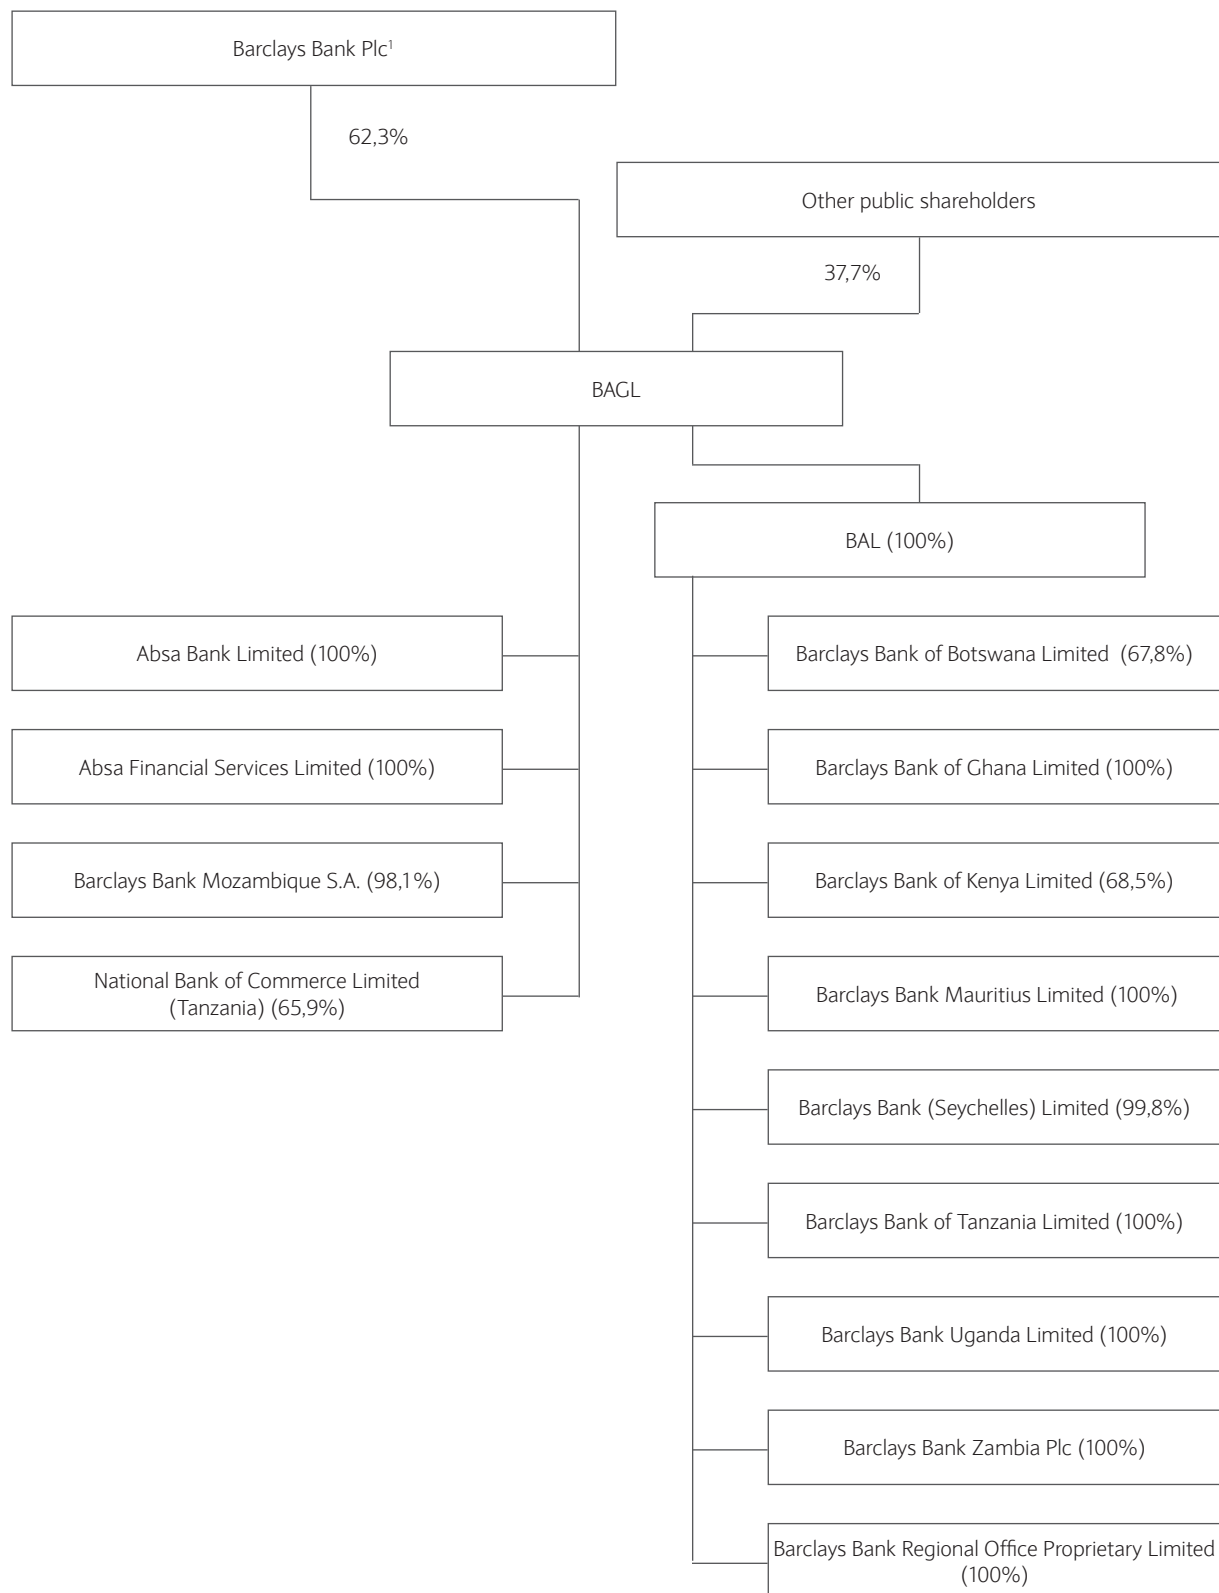 Barclays Bank Plc¹
62,3%
Other public shareholders
37,7%
BAGL
BAL (100%)
Absa Bank Limited (100%)
Absa Financial Services Limited (100%)
Barclays Bank Mozambique S.A. (98,1%)
National Bank of Commerce Limited
(Tanzania) (65,9%)
Barclays Bank of Botswana Limited (67,8%)
Barclays Bank of Ghana Limited (100%)
Barclays Bank of Kenya Limited (68,5%)
Barclays Bank Mauritius Limited (100%)
Barclays Bank (Seychelles) Limited (99,8%)
Barclays Bank of Tanzania Limited (100%)
Barclays Bank Uganda Limited (100%)
Barclays Bank Zambia Plc (100%)
Barclays Bank Regional Office Proprietary Limited
(100%)